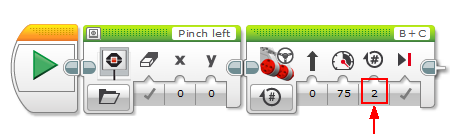 Pinch left
B+C
x y
#
✓ 0 0
# 0 75 2 ✓